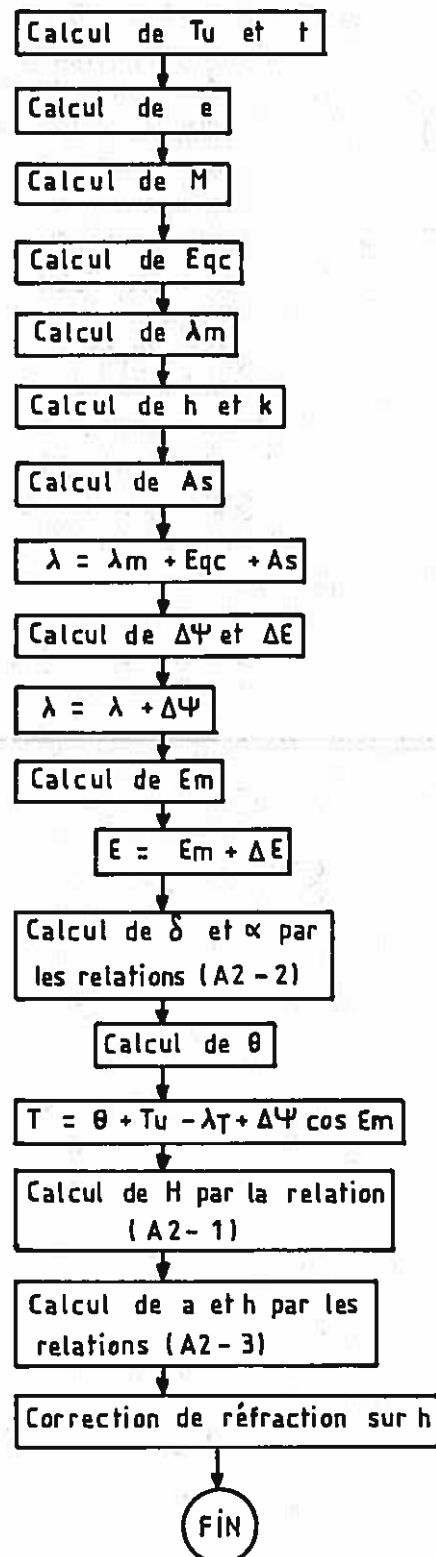 Calcul de Tu et t
Calcul de e
Calcul de M
Calcul de Eqc
Calcul de λm
Calcul de h et k
Calcul de As
λ = λm + Eqc + As
Calcul de ΔΨ et ΔE
λ = λ + ΔΨ
Calcul de Em
E = Em + ΔE
Calcul de δ et α par
les relations (A2-2)
Calcul de θ
T = θ + Tu - λT + ΔΨ cos Em
Calcul de H par la relation
(A2-1)
Calcul de a et h par les
relations (A2-3)
Correction de réfraction sur h
FİN